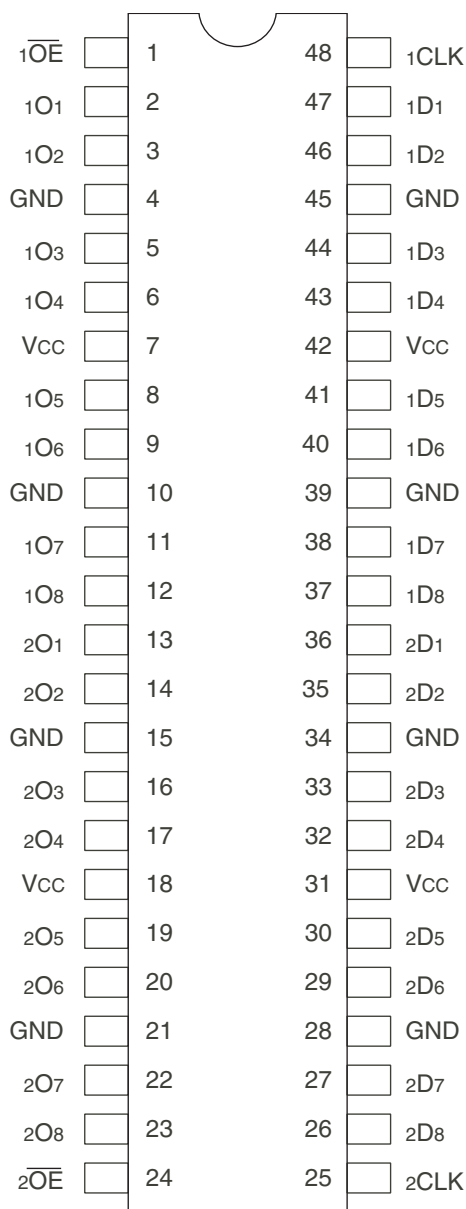 1OE 1 48 1CLK
1O1 2 47 1D1
1O2 3 46 1D2
GND 4 45 GND
1O3 5 44 1D3
1O4 6 43 1D4
VCC 7 42 VCC
1O5 8 41 1D5
1O6 9 40 1D6
GND 10 39 GND
1O7 11 38 1D7
1O8 12 37 1D8
2O1 13 36 2D1
2O2 14 35 2D2
GND 15 34 GND
2O3 16 33 2D3
2O4 17 32 2D4
VCC 18 31 VCC
2O5 19 30 2D5
2O6 20 29 2D6
GND 21 28 GND
2O7 22 27 2D7
2O8 23 26 2D8
2OE 24 25 2CLK